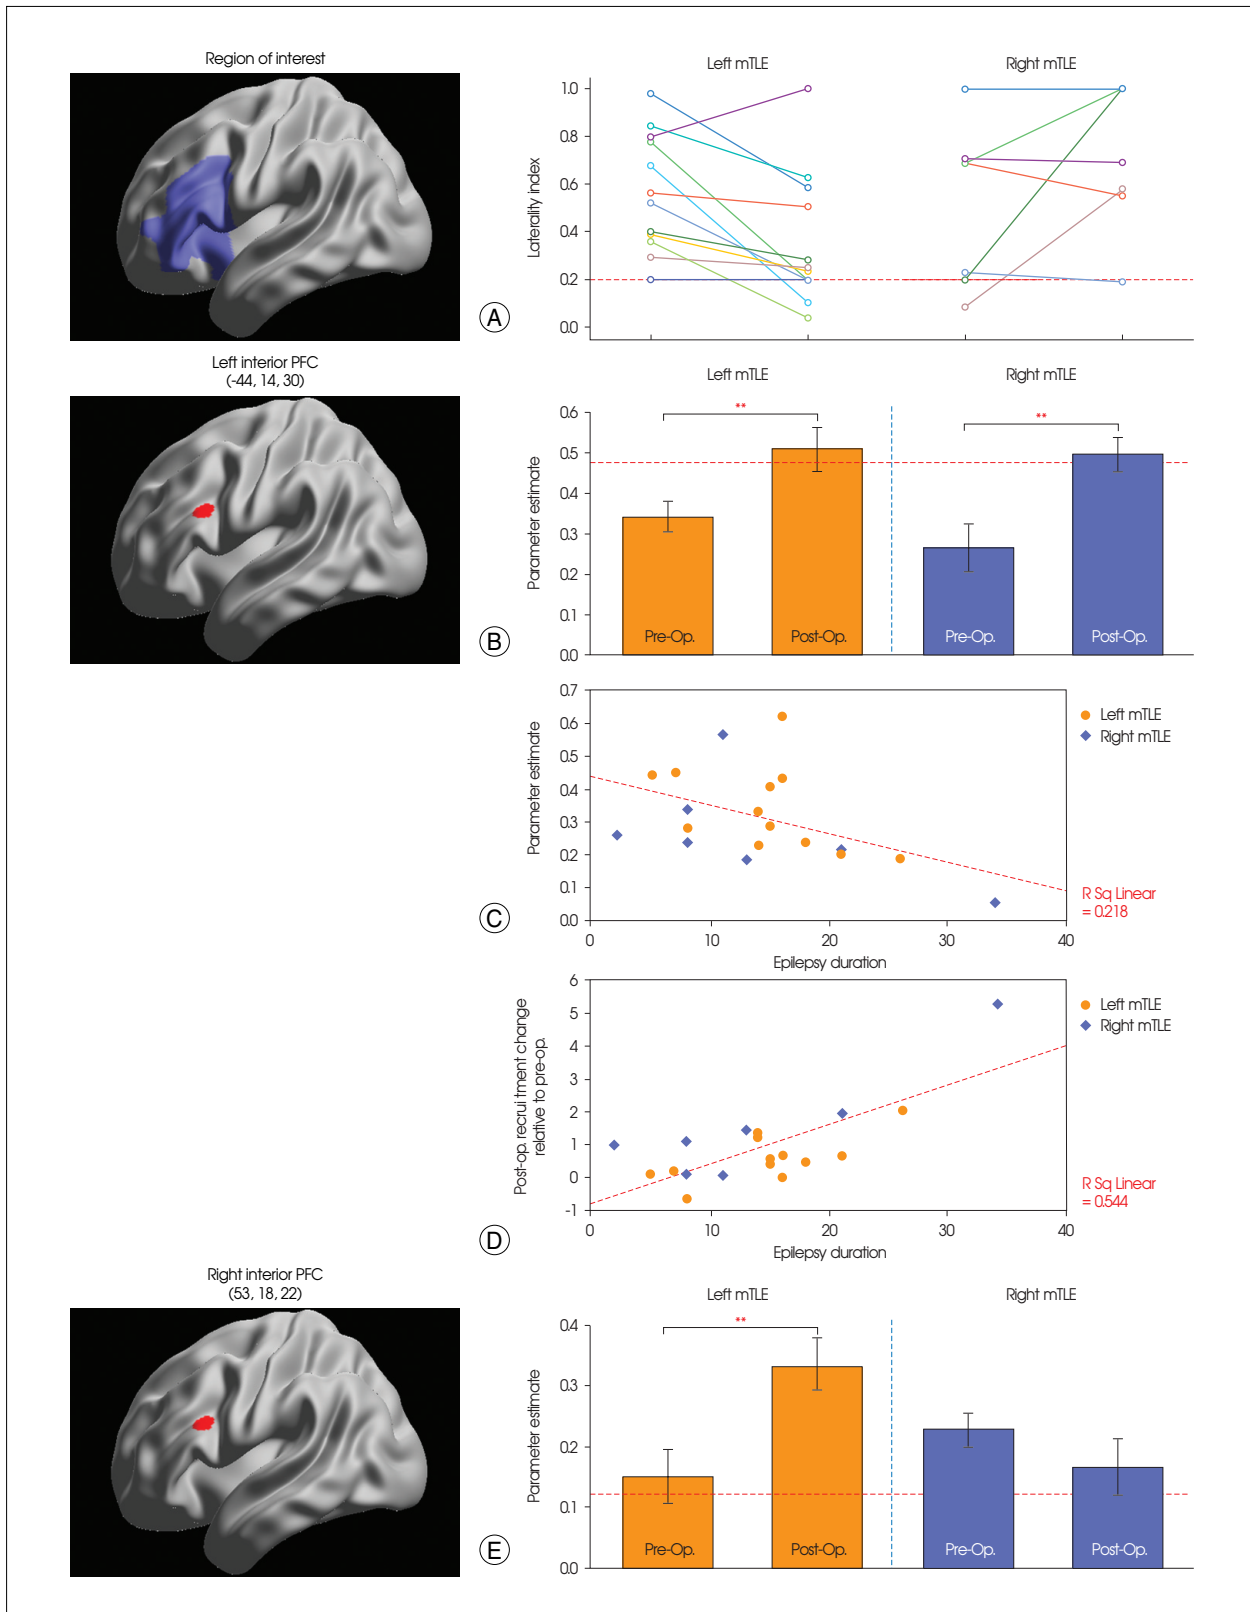 Region of interest
Left mTLE
Right mTLE
Laterality index
1.0
0.8
0.6
0.4
0.2
0.0
A
Left interior PFC
(-44, 14, 30)
Left mTLE
Right mTLE
Parameter estimate
0.6
0.5
0.4
0.3
0.2
0.1
0.0
**
**
Pre-Op.
Post-Op.
Pre-Op.
Post-Op.
B
Parameter estimate
0.7
0.6
0.5
0.4
0.3
0.2
0.1
0.0
0
10
20
30
40
Epilepsy duration
Left mTLE
Right mTLE
R Sq Linear
= 0.218
C
Post-op. recruitment change
relative to pre-op.
6
5
4
3
2
1
0
-1
0
10
20
30
40
Epilepsy duration
Left mTLE
Right mTLE
R Sq Linear
= 0.544
D
Right interior PFC
(53, 18, 22)
Left mTLE
Right mTLE
Parameter estimate
0.4
0.3
0.2
0.1
0.0
**
Pre-Op.
Post-Op.
Pre-Op.
Post-Op.
E